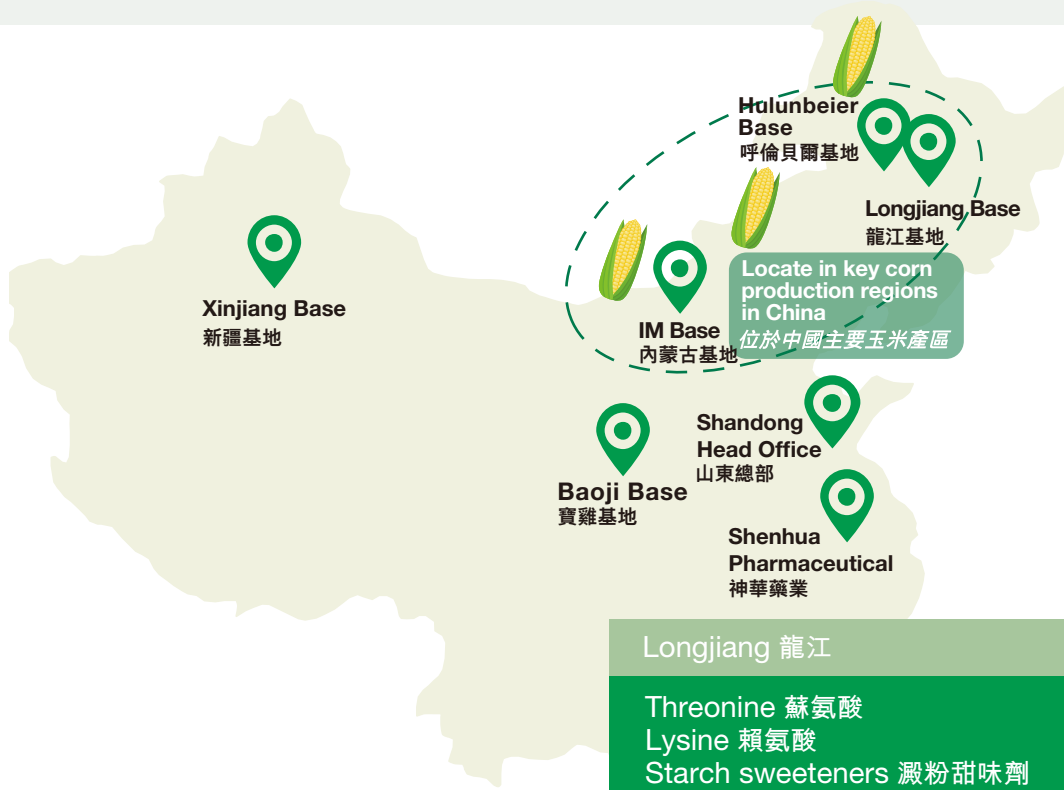 Hulunbeier
Base
呼倫貝爾基地
Longjiang Base
龍江基地
Xinjiang Base
新疆基地
Locate in key corn
production regions
in China
位於中國主要玉米產區
IM Base
內蒙古基地
Shandong
Head Office
山東總部
Baoji Base
寶雞基地
Shenhua
Pharmaceutical
神華藥業
Longjiang 龍江
Threonine 蘇氨酸
Lysine 賴氨酸
Starch sweeteners 澱粉甜味劑